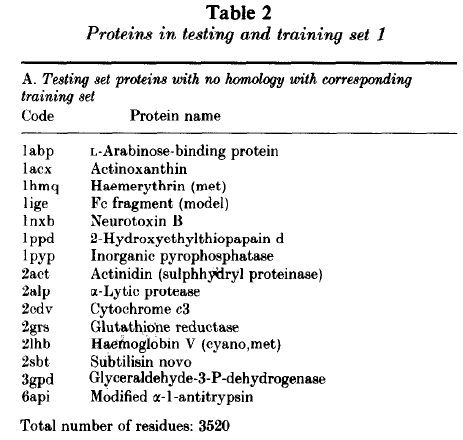 Table 2
Proteins in testing and training set 1
A. Testing set proteins with no homology with corresponding
training set
Code Protein name
1abp L-Arabinose-binding protein
1acx Actinoxanthin
1hmq Haemerythrin (met)
1ige Fc fragment (model)
1nxb Neurotoxin B
1ppd 2-Hydroxyethylthiopapain d
1pyp Inorganic pyrophosphatase
2act Actinidin (sulphhydryl proteinase)
2alp α-Lytic protease
2cdv Cytochrome c3
2grs Glutathione reductase
2lhb Haemoglobin V (cyano,met)
2sbt Subtilisin novo
3gpd Glyceraldehyde-3-P-dehydrogenase
6api Modified α-1-antitrypsin
Total number of residues: 3520